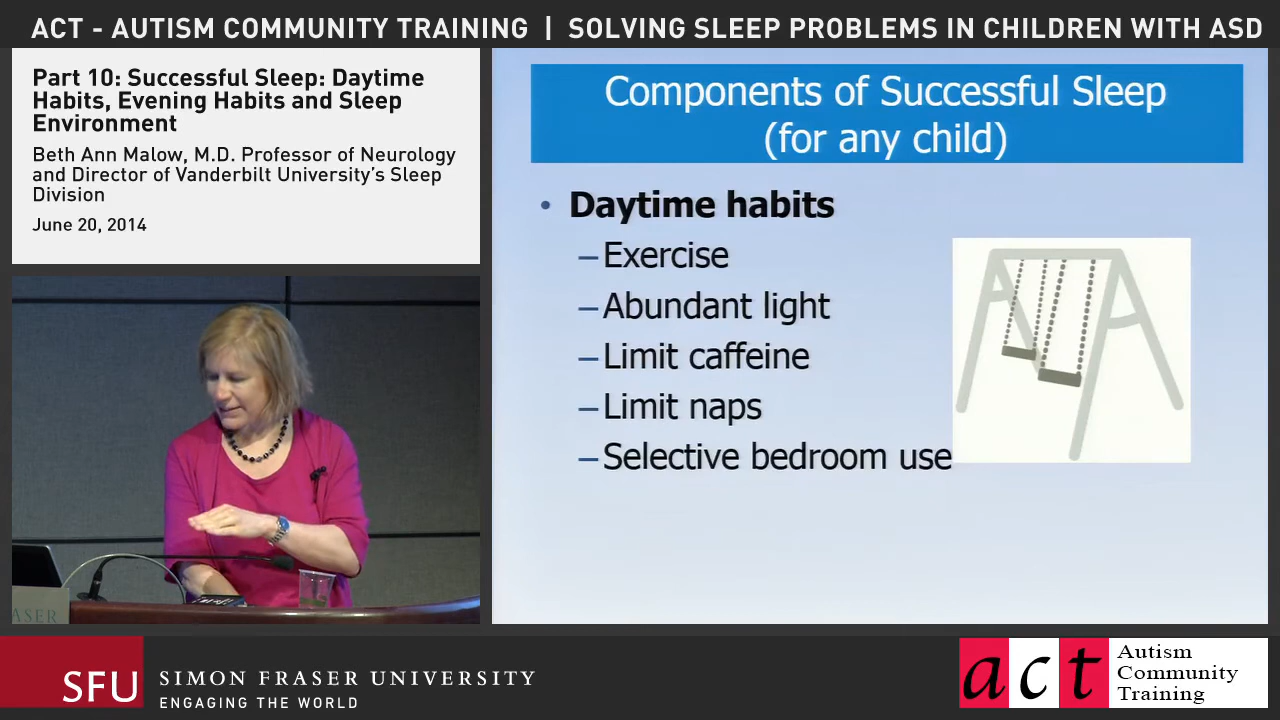 ACT - AUTISM COMMUNITY TRAINING | SOLVING SLEEP PROBLEMS IN CHILDREN WITH ASD
Part 10: Successful Sleep: Daytime
Habits, Evening Habits and Sleep
Environment
Beth Ann Malow, M.D. Professor of Neurology
and Director of Vanderbilt University's Sleep
Division
June 20, 2014
Components of Successful Sleep
(for any child)
• Daytime habits
–Exercise
–Abundant light
–Limit caffeine
–Limit naps
–Selective bedroom use
ASER
SFU
SIMON FRASER UNIVERSITY
ENGAGING THE WORLD
act
Autism
Community
Training